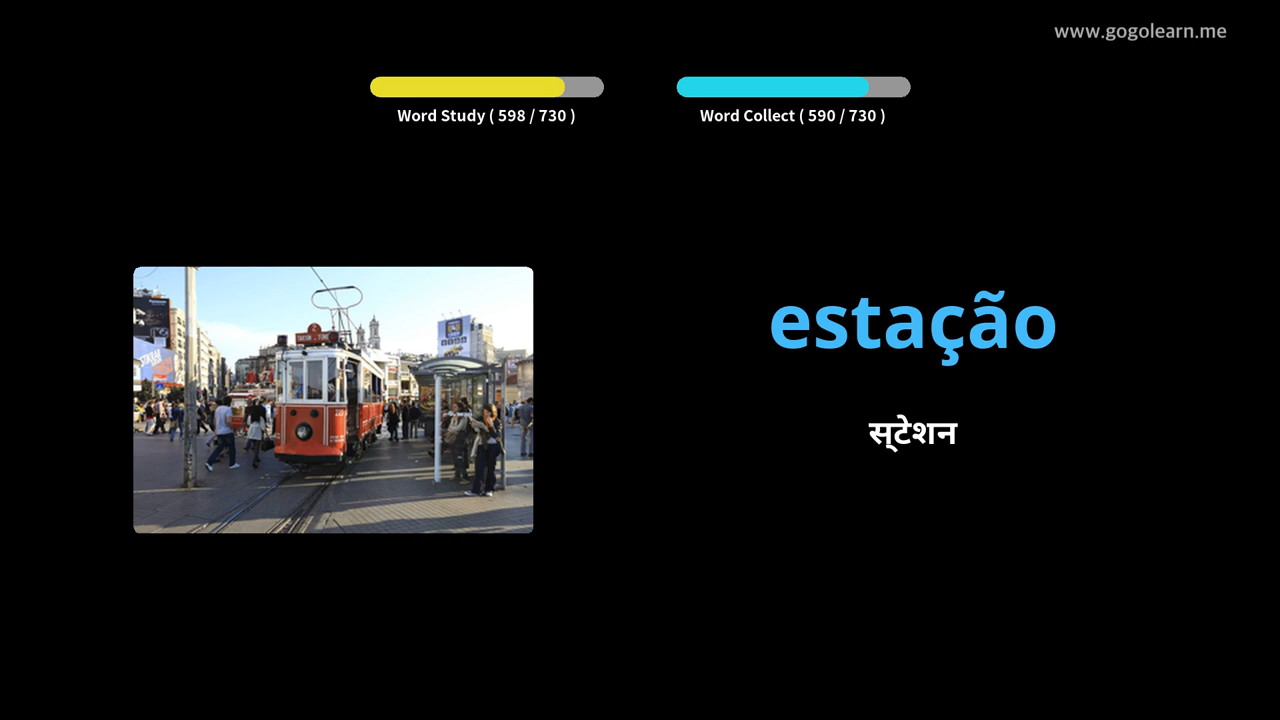 www.gogolearn.me
Word Study ( 598 / 730 )
Word Collect ( 590 / 730 )
estação
स्टेशन